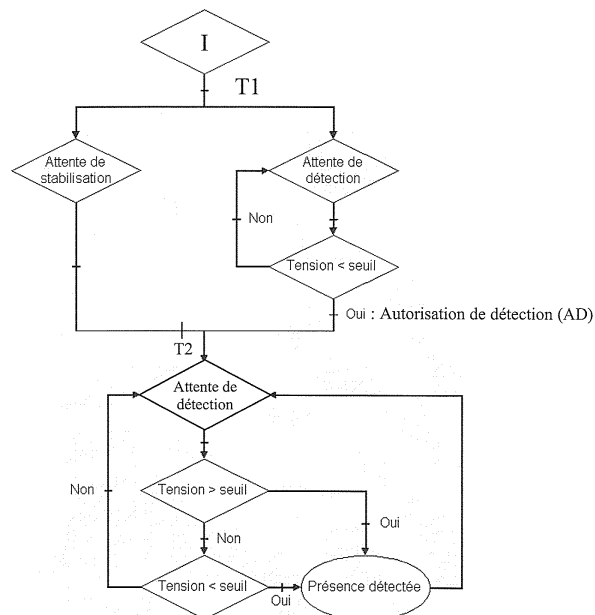 I
T1
Attente de
stabilisation
Attente de
détection
Non
Tension < seuil
Oui : Autorisation de détection (AD)
T2
Attente de
détection
Non
Tension > seuil
Oui
Non
Tension < seuil
Oui
Présence détectée